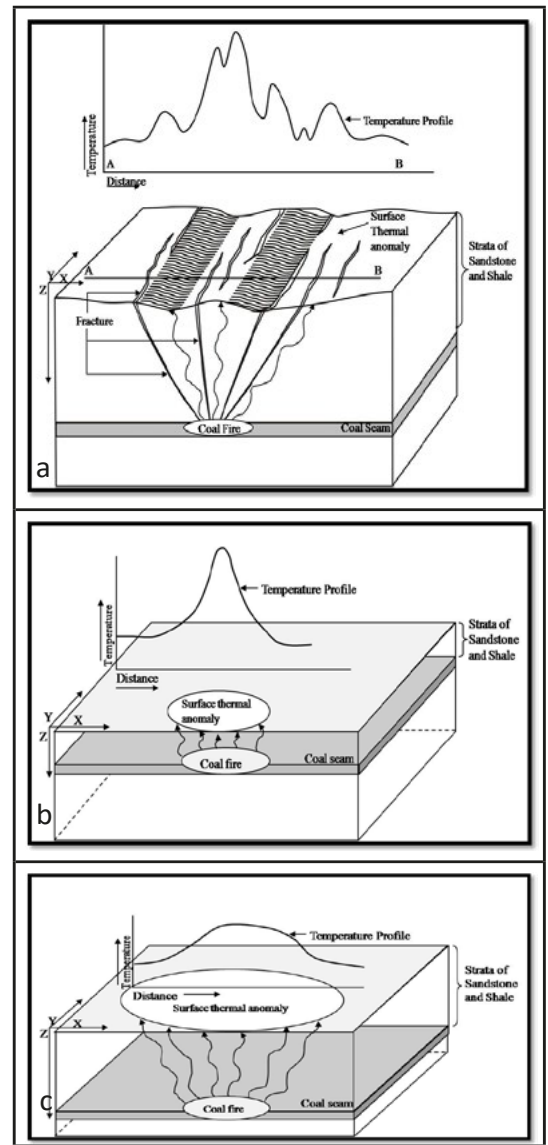 Temperature
Temperature Profile
A
B
Distance
Surface
Thermal
anomaly
Strata of
Sandstone
and Shale
Y
X
Z
A
B
Fracture
Coal Fire
Coal Seam
a
Temperature
Temperature Profile
Strata of
Sandstone
and Shale
Distance
Surface thermal
anomaly
Y
X
Z
Coal fire
Coal seam
b
Temperature
Temperature Profile
Strata of
Sandstone
and Shale
Distance
Surface thermal anomaly
Y
X
Z
Coal fire
Coal seam
c